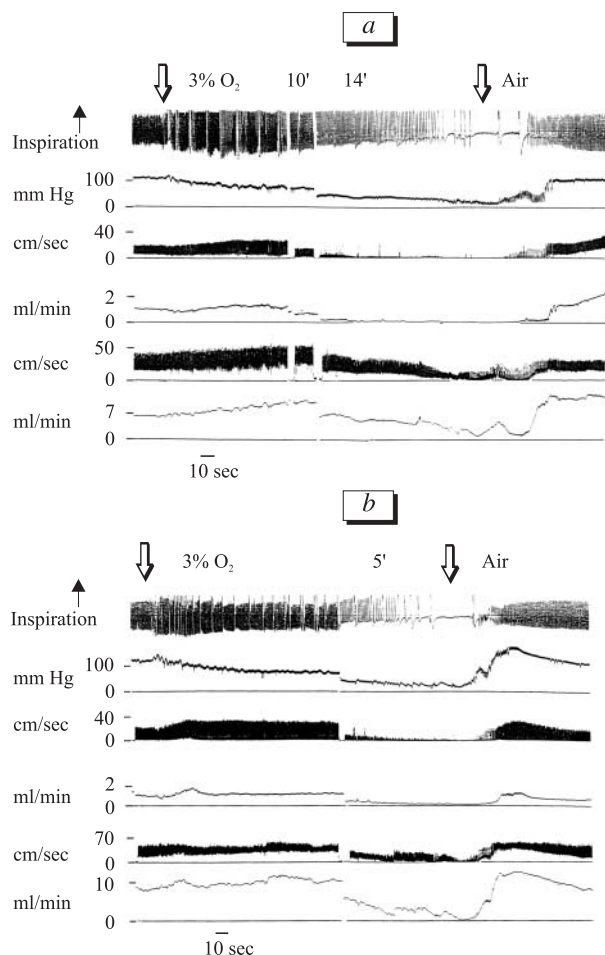 a
3% O₂ 10' 14' Air
Inspiration
mm Hg 100 0
cm/sec 40 0
ml/min 2 0
cm/sec 50 0
ml/min 7 0
10 sec
b
3% O₂ 5' Air
Inspiration
mm Hg 100 0
cm/sec 40 0
ml/min 2 0
cm/sec 70 0
ml/min 10 0
10 sec